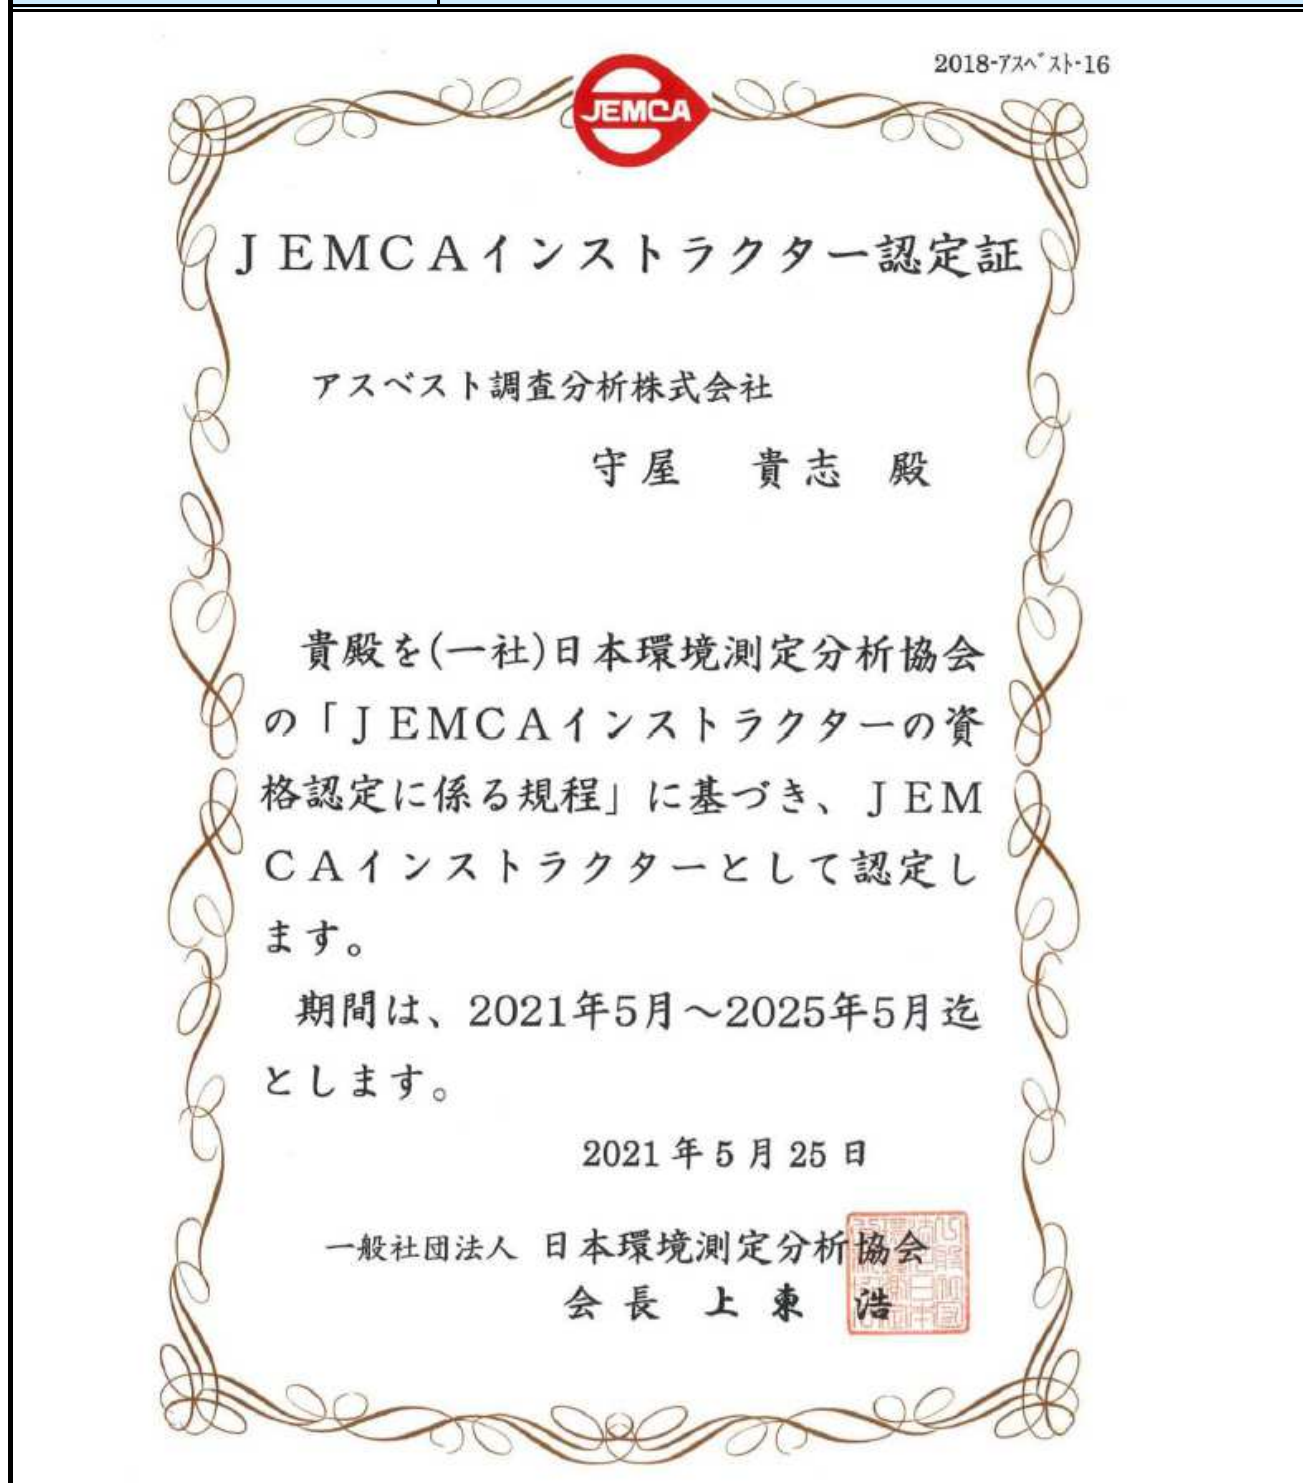 2018-ｱｽﾍﾞｽﾄ-16
JEMCA
ＪＥＭＣＡインストラクター認定証
アスベスト調査分析株式会社
守屋　貴志　殿
貴殿を(一社)日本環境測定分析協会
の「ＪＥＭＣＡインストラクターの資
格認定に係る規程」に基づき、ＪＥＭ
ＣＡインストラクターとして認定し
ます。
期間は、2021年5月～2025年5月迄
とします。
2021年5月25日
一般社団法人 日本環境測定分析協会
会長　上東　浩